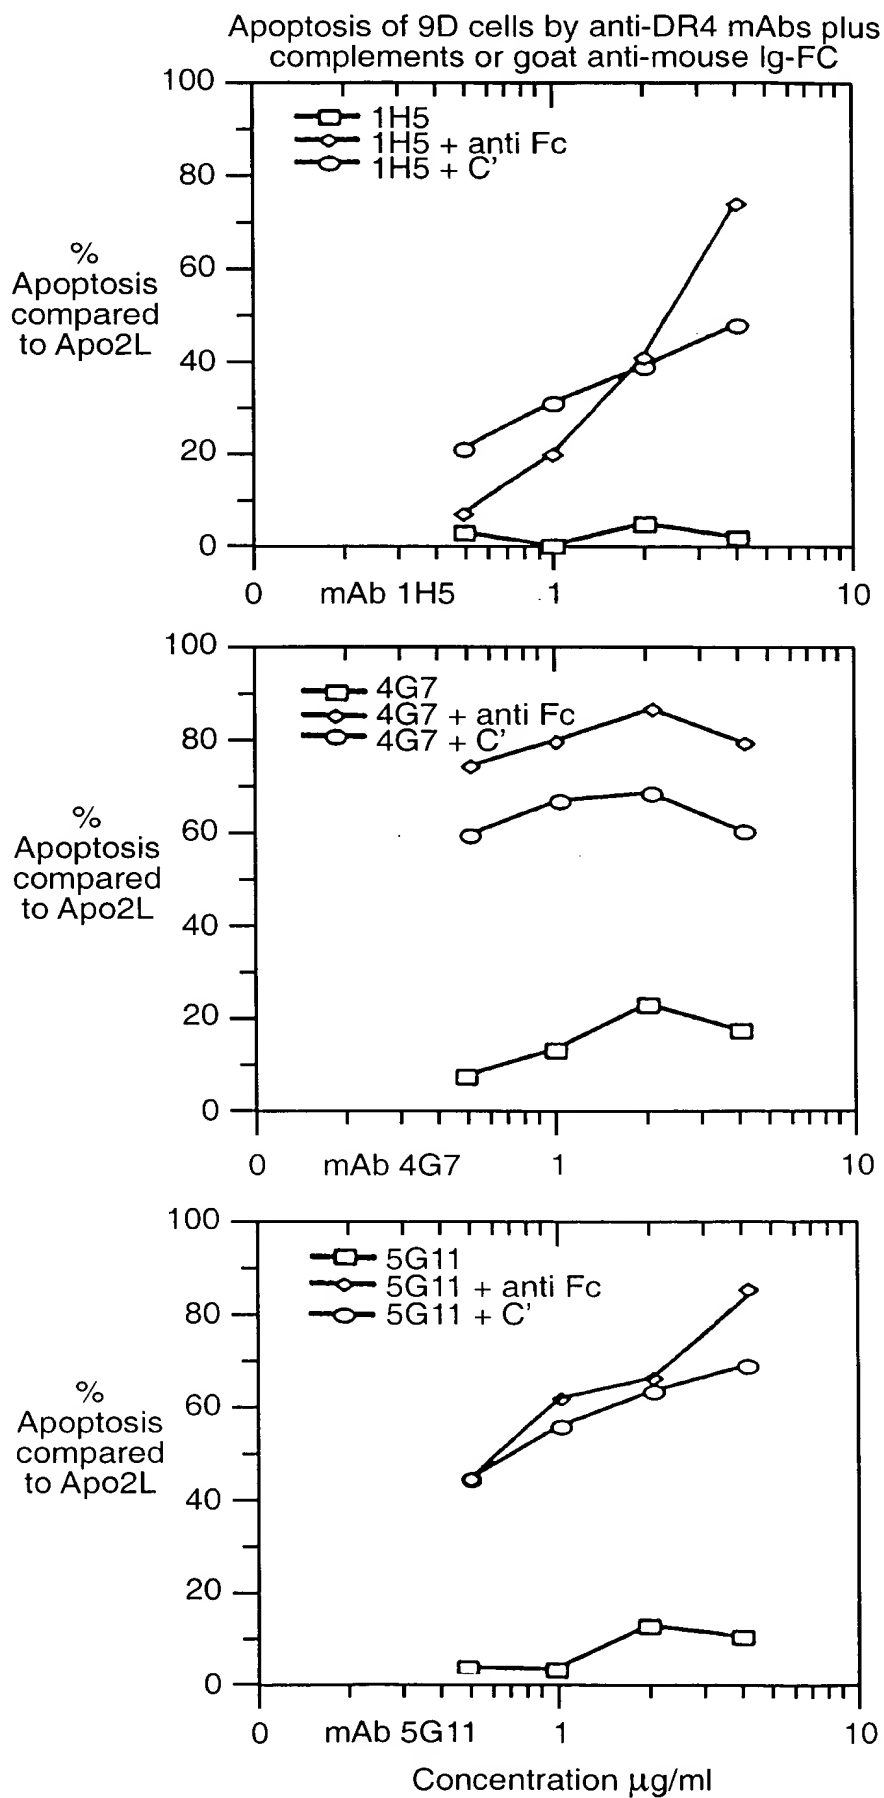 Apoptosis of 9D cells by anti-DR4 mAbs plus
complements or goat anti-mouse Ig-FC
100
80
60
40
20
0
%
Apoptosis
compared
to Apo2L
1H5
1H5 + anti Fc
1H5 + C'
0
mAb 1H5
1
10
100
80
60
40
20
0
%
Apoptosis
compared
to Apo2L
4G7
4G7 + anti Fc
4G7 + C'
0
mAb 4G7
1
10
100
80
60
40
20
0
%
Apoptosis
compared
to Apo2L
5G11
5G11 + anti Fc
5G11 + C'
0
mAb 5G11
1
10
Concentration µg/ml